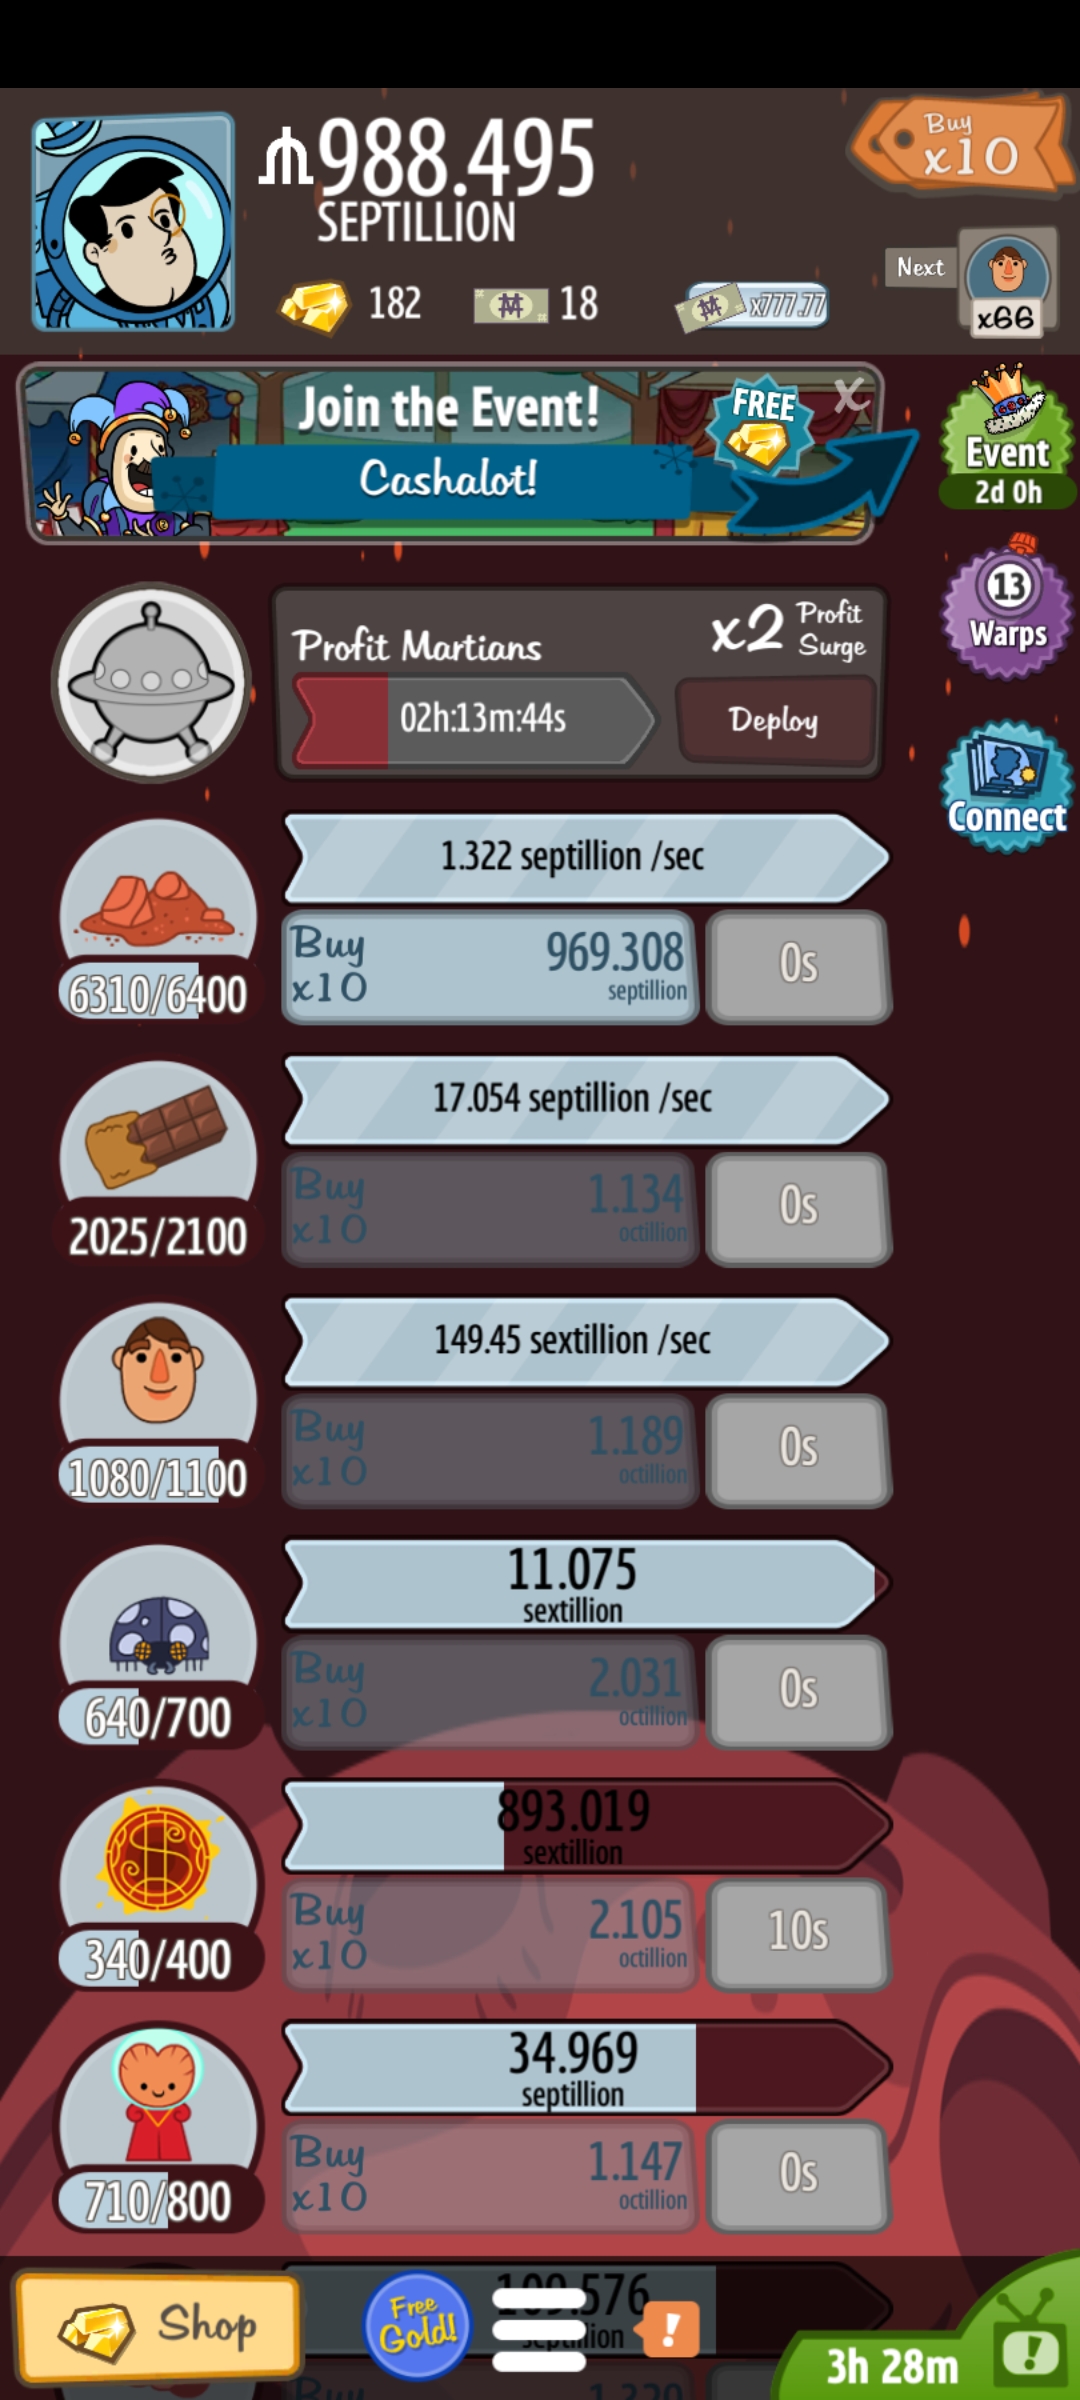 988.495
SEPTILLION
Buy
x10
182
18
x777.77
Next
x66
Join the Event!
FREE
X
Cashalot!
Event
2d 0h
13
Warps
Connect
Profit Martians
x2 Profit
Surge
02h:13m:44s
Deploy
1.322 septillion /sec
Buy
x10
969.308
septillion
0s
6310/6400
17.054 septillion /sec
Buy
x10
1.134
octillion
0s
2025/2100
149.45 sextillion /sec
Buy
x10
1.189
octillion
0s
1080/1100
11.075
sextillion
Buy
x10
2.031
octillion
0s
640/700
893.019
sextillion
Buy
x10
2.105
octillion
10s
340/400
34.969
septillion
Buy
x10
1.147
octillion
0s
710/800
Shop
Free
Gold!
!
3h 28m
!